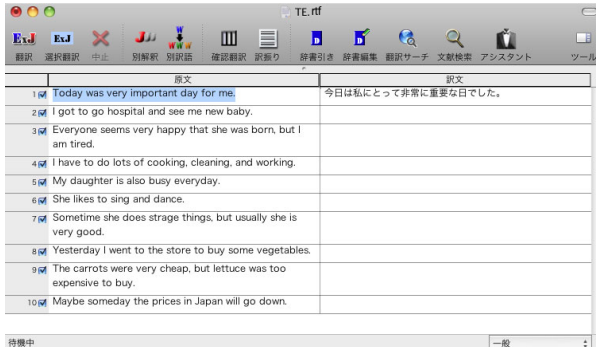 TE.rtf
ExJ ExJ J W W W W
翻訳 選択翻訳 中止 別解釈 別訳語 確認翻訳 訳振り 辞書引き 辞書編集 翻訳サーチ 文献検索 アシスタント ツール
原文 訳文
1 Today was very important day for me. 今日は私にとって非常に重要な日でした。
2 I got to go hospital and see me new baby.
3 Everyone seems very happy that she was born, but I
am tired.
4 I have to do lots of cooking, cleaning, and working.
5 My daughter is also busy everyday.
6 She likes to sing and dance.
7 Sometime she does strage things, but usually she is
very good.
8 Yesterday I went to the store to buy some vegetables.
9 The carrots were very cheap, but lettuce was too
expensive to buy.
10 Maybe someday the prices in Japan will go down.
待機中 一般